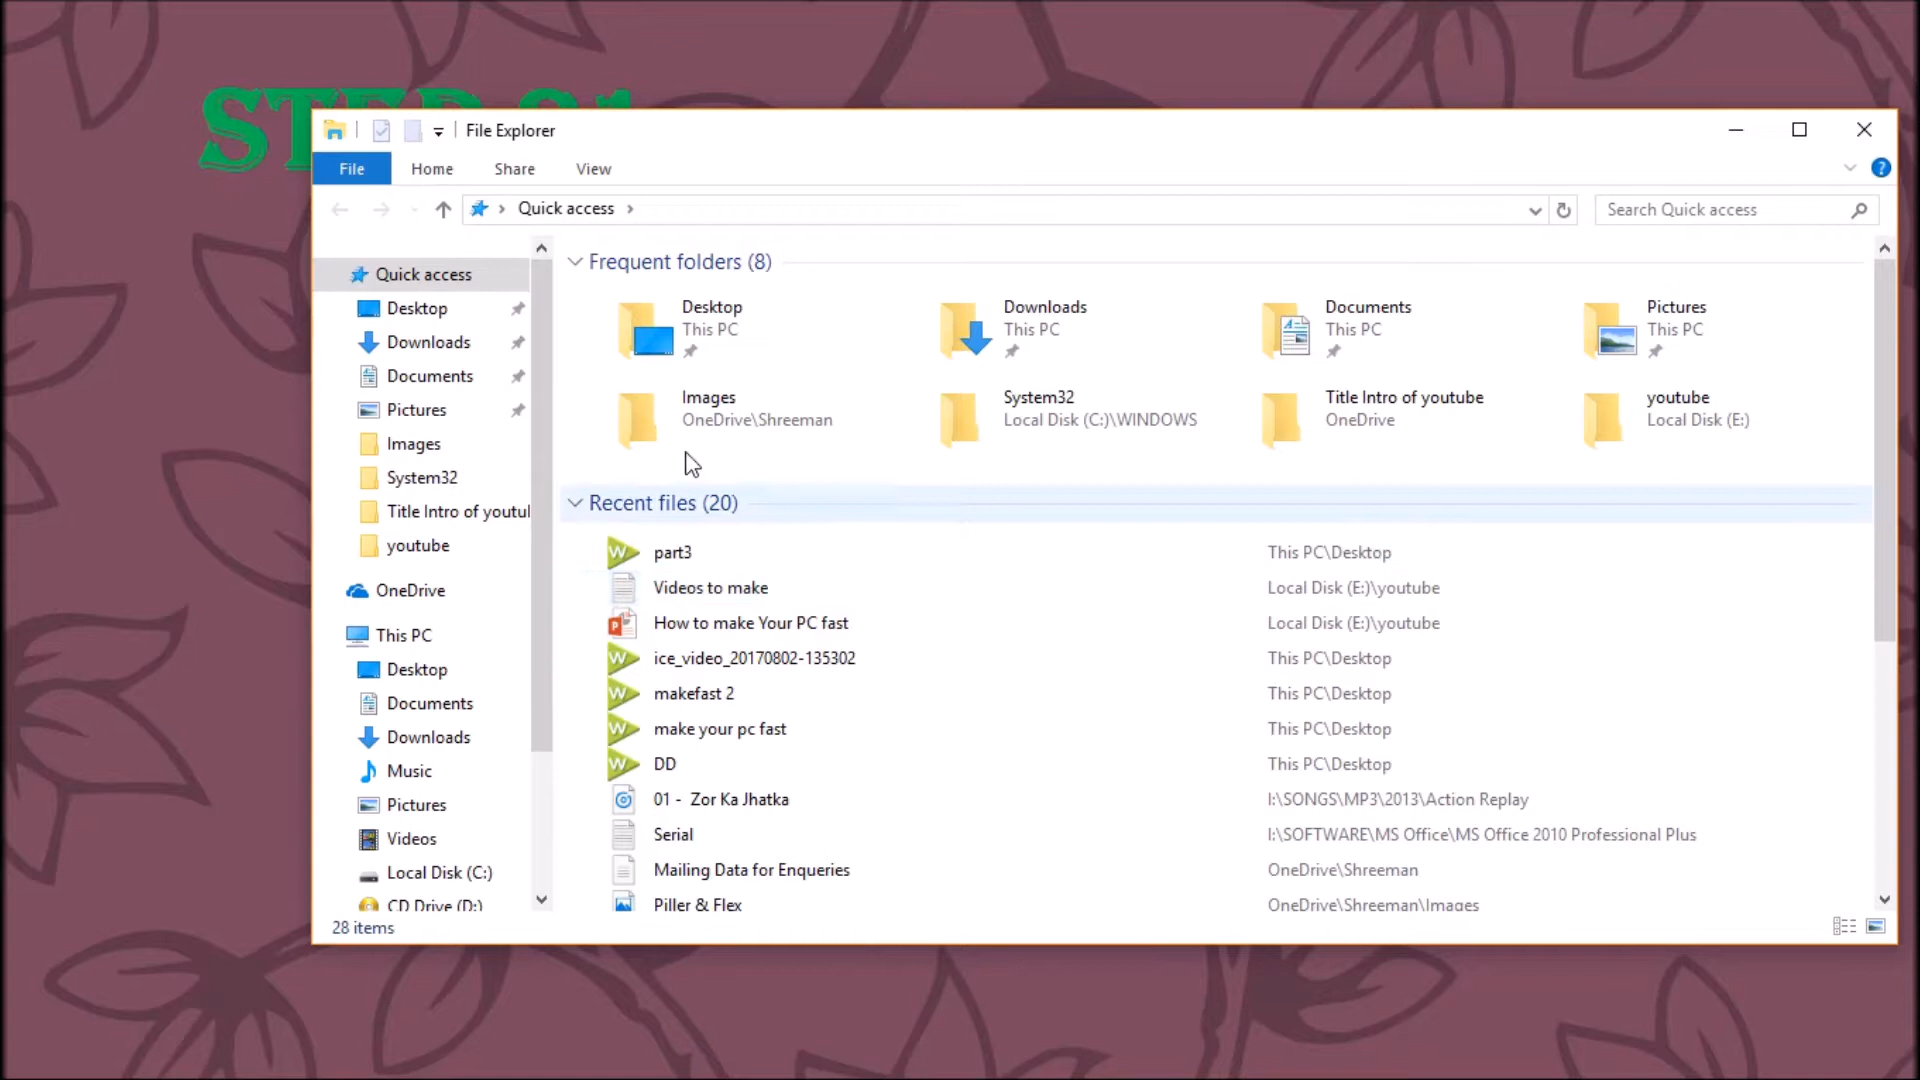 File Explorer
File Home Share View
Quick access
Search Quick access
Quick access
Desktop
Downloads
Documents
Pictures
Images
System32
Title Intro of youtul
youtube
OneDrive
This PC
Desktop
Documents
Downloads
Music
Pictures
Videos
Local Disk (C:)
CD Drive (D:)
Frequent folders (8)
Desktop
This PC
Downloads
This PC
Documents
This PC
Pictures
This PC
Images
OneDrive\Shreeman
System32
Local Disk (C:)\WINDOWS
Title Intro of youtube
OneDrive
youtube
Local Disk (E:)
Recent files (20)
part3 This PC\Desktop
Videos to make Local Disk (E:)\youtube
How to make Your PC fast Local Disk (E:)\youtube
ice_video_20170802-135302 This PC\Desktop
makefast 2 This PC\Desktop
make your pc fast This PC\Desktop
DD This PC\Desktop
01 - Zor Ka Jhatka I:\SONGS\MP3\2013\Action Replay
Serial I:\SOFTWARE\MS Office\MS Office 2010 Professional Plus
Mailing Data for Enqueries OneDrive\Shreeman
Piller & Flex OneDrive\Shreeman\Images
28 items